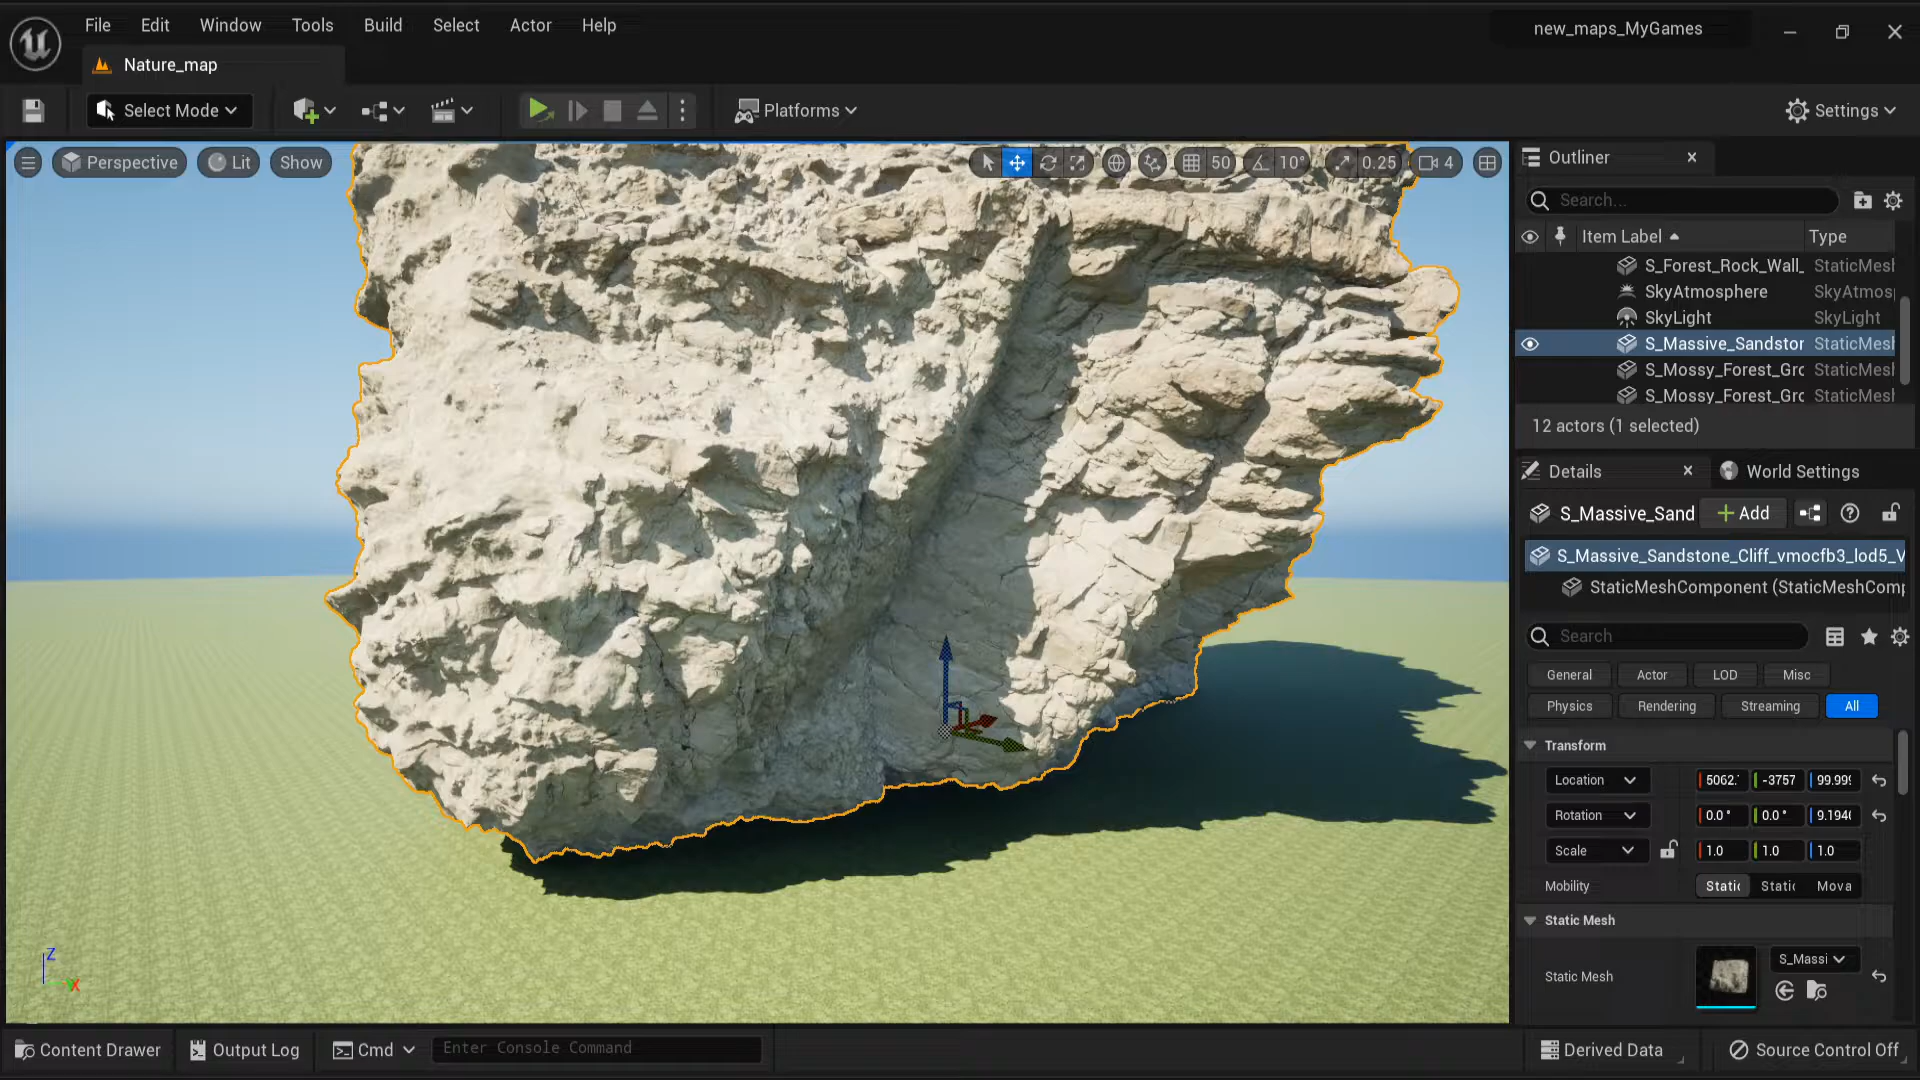 File Edit Window Tools Build Select Actor Help
new_maps_MyGames
Nature_map
Select Mode
Platforms
Settings
Perspective Lit Show
50 10° 0.25 4
Outliner
Search...
Item Label Type
S_Forest_Rock_Wall_ StaticMesh
SkyAtmosphere SkyAtmos
SkyLight SkyLight
S_Massive_Sandstor StaticMesh
S_Mossy_Forest_Grc StaticMesh
S_Mossy_Forest_Grc StaticMesh
12 actors (1 selected)
Details World Settings
S_Massive_Sand Add
S_Massive_Sandstone_Cliff_vmocfb3_lod5_V
StaticMeshComponent (StaticMeshComp
Search
General Actor LOD Misc
Physics Rendering Streaming All
Transform
Location 5062. -3757 99.999
Rotation 0.0° 0.0° 9.194
Scale 1.0 1.0 1.0
Mobility Static Static Mova
Static Mesh
Static Mesh
S_Massi
Z
X
Content Drawer Output Log Cmd Enter Console Command Derived Data Source Control Off